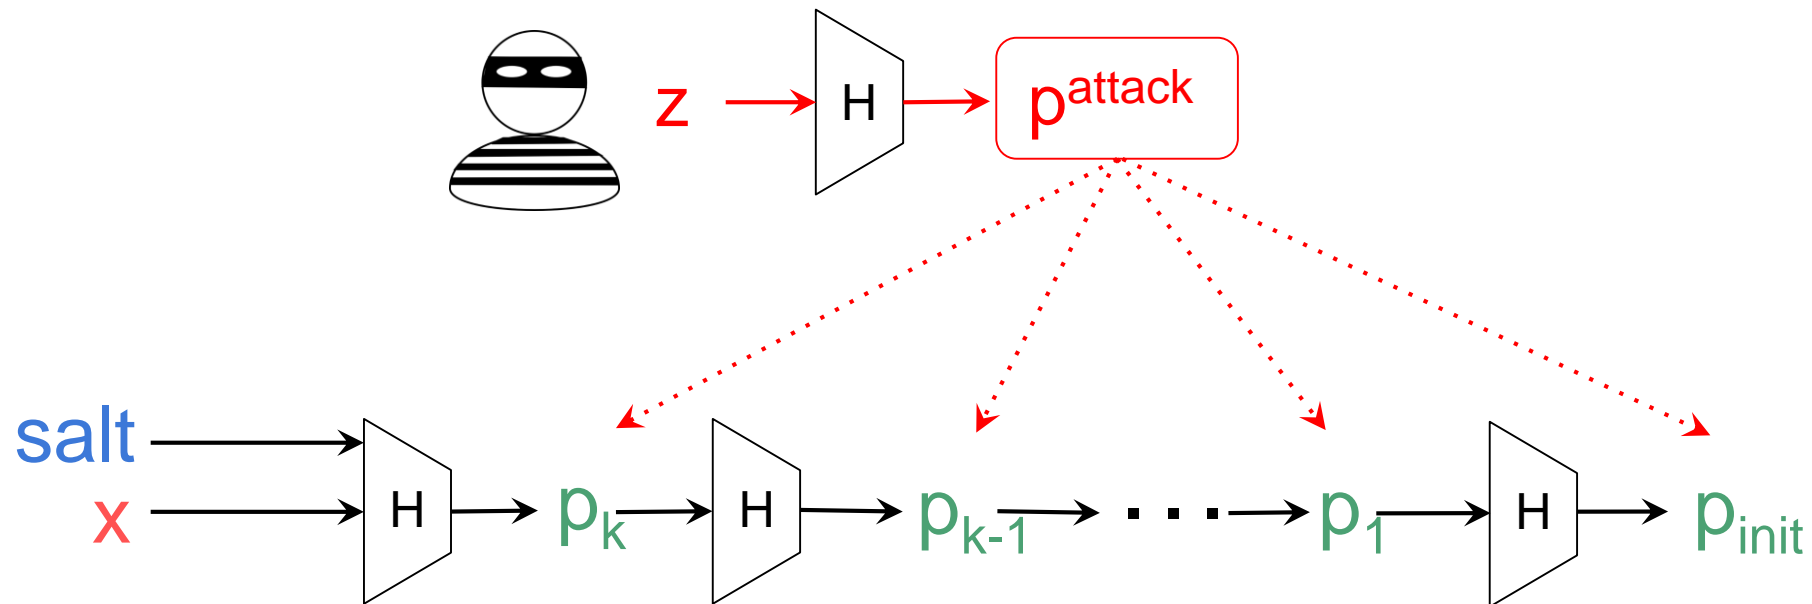 z H p^attack
salt
x H p_k H p_k-1 ... p_1 H p_init